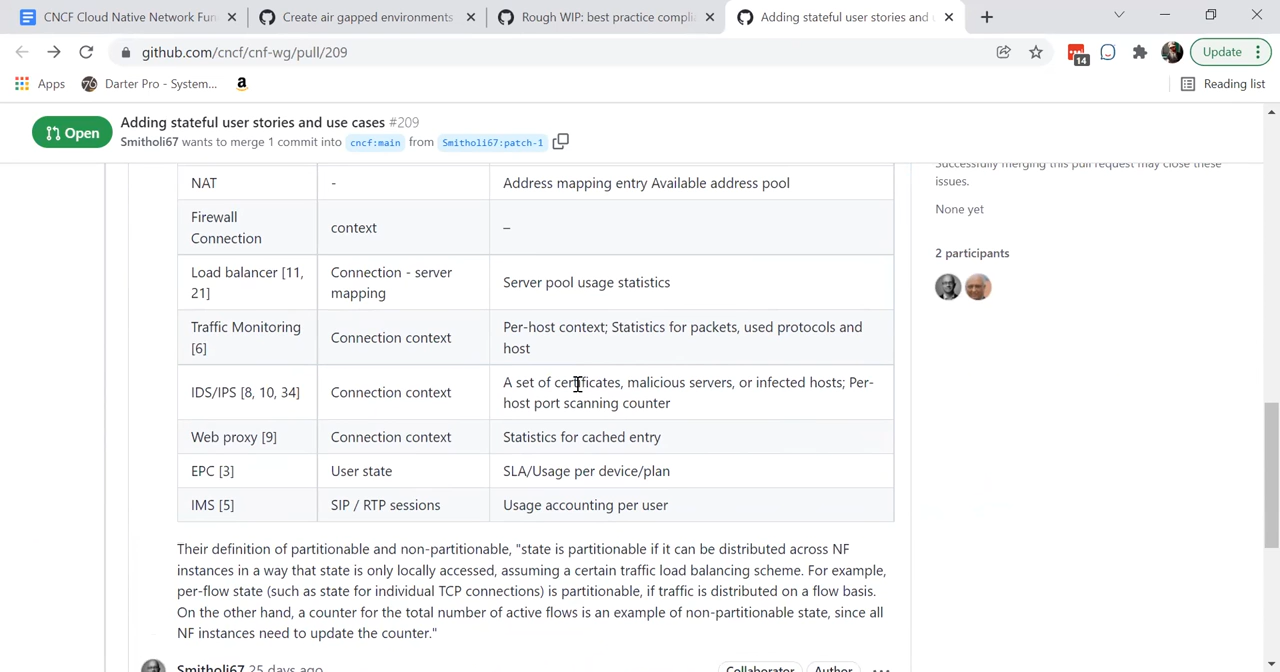 CNCF Cloud Native Network Fun
Create air gapped environments
Rough WIP: best practice compli
Adding stateful user stories and
github.com/cncf/cnf-wg/pull/209
14
Update
Apps
Darter Pro - System...
Reading list
Open
Adding stateful user stories and use cases #209
Smitholi67 wants to merge 1 commit into cncf:main from Smitholi67:patch-1
Successfully merging this pull request may close these
issues.
None yet
2 participants
NAT - Address mapping entry Available address pool
Firewall
Connection
context
–
Load balancer [11,
21]
Connection - server
mapping
Server pool usage statistics
Traffic Monitoring
[6]
Connection context
Per-host context; Statistics for packets, used protocols and
host
IDS/IPS [8, 10, 34]
Connection context
A set of certificates, malicious servers, or infected hosts; Per-
host port scanning counter
Web proxy [9] Connection context Statistics for cached entry
EPC [3] User state SLA/Usage per device/plan
IMS [5] SIP / RTP sessions Usage accounting per user
Their definition of partitionable and non-partitionable, "state is partitionable if it can be distributed across NF
instances in a way that state is only locally accessed, assuming a certain traffic load balancing scheme. For example,
per-flow state (such as state for individual TCP connections) is partitionable, if traffic is distributed on a flow basis.
On the other hand, a counter for the total number of active flows is an example of non-partitionable state, since all
NF instances need to update the counter."
Smitholi67 25 days ago
Collaborator Author ...